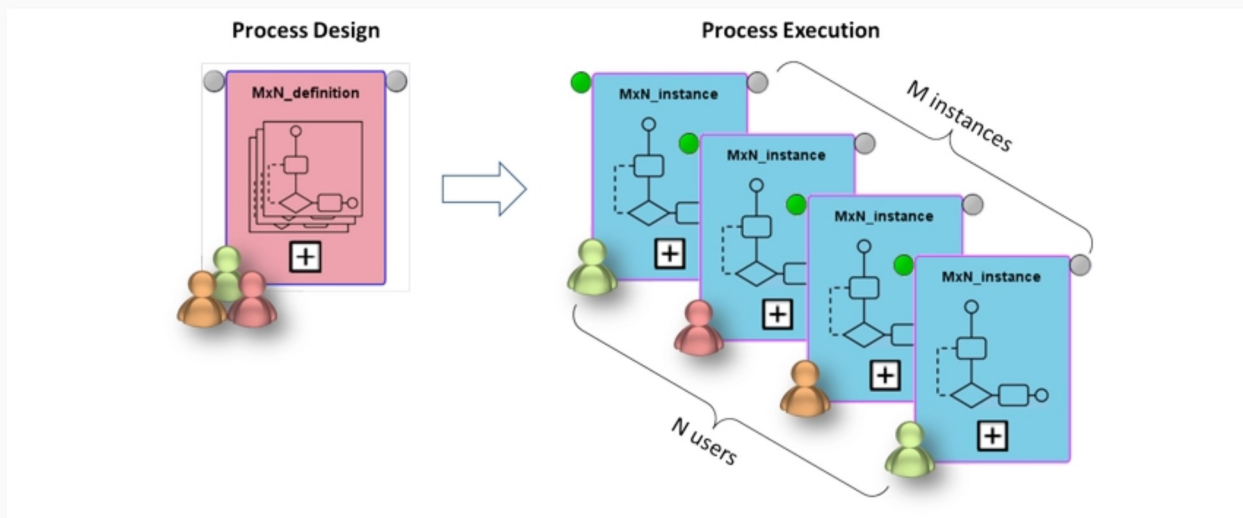 Process Design
Process Execution
MxN_definition
MxN_instance
MxN_instance
MxN_instance
MxN_instance
M instances
N users